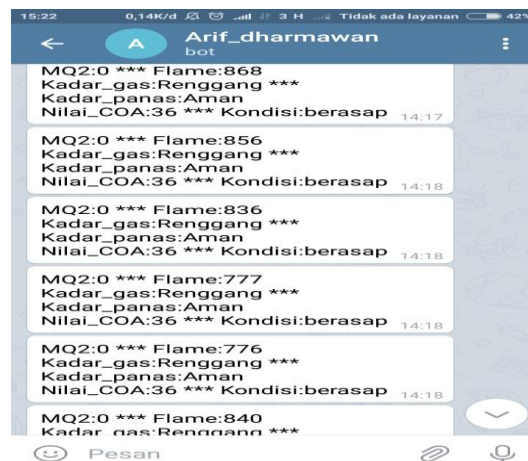 15:22 0,14K/d 3 H Tidak ada layanan 42%
A Arif_dharmawan
bot
MQ2:0 *** Flame:868
Kadar_gas:Renggang ***
Kadar_panas:Aman
Nilai_COA:36 *** Kondisi:berasap 14:17
MQ2:0 *** Flame:856
Kadar_gas:Renggang ***
Kadar_panas:Aman
Nilai_COA:36 *** Kondisi:berasap 14:18
MQ2:0 *** Flame:836
Kadar_gas:Renggang ***
Kadar_panas:Aman
Nilai_COA:36 *** Kondisi:berasap 14:18
MQ2:0 *** Flame:777
Kadar_gas:Renggang ***
Kadar_panas:Aman
Nilai_COA:36 *** Kondisi:berasap 14:18
MQ2:0 *** Flame:776
Kadar_gas:Renggang ***
Kadar_panas:Aman
Nilai_COA:36 *** Kondisi:berasap 14:18
MQ2:0 *** Flame:840
Kadar_gas:Renggang ***
Pesan